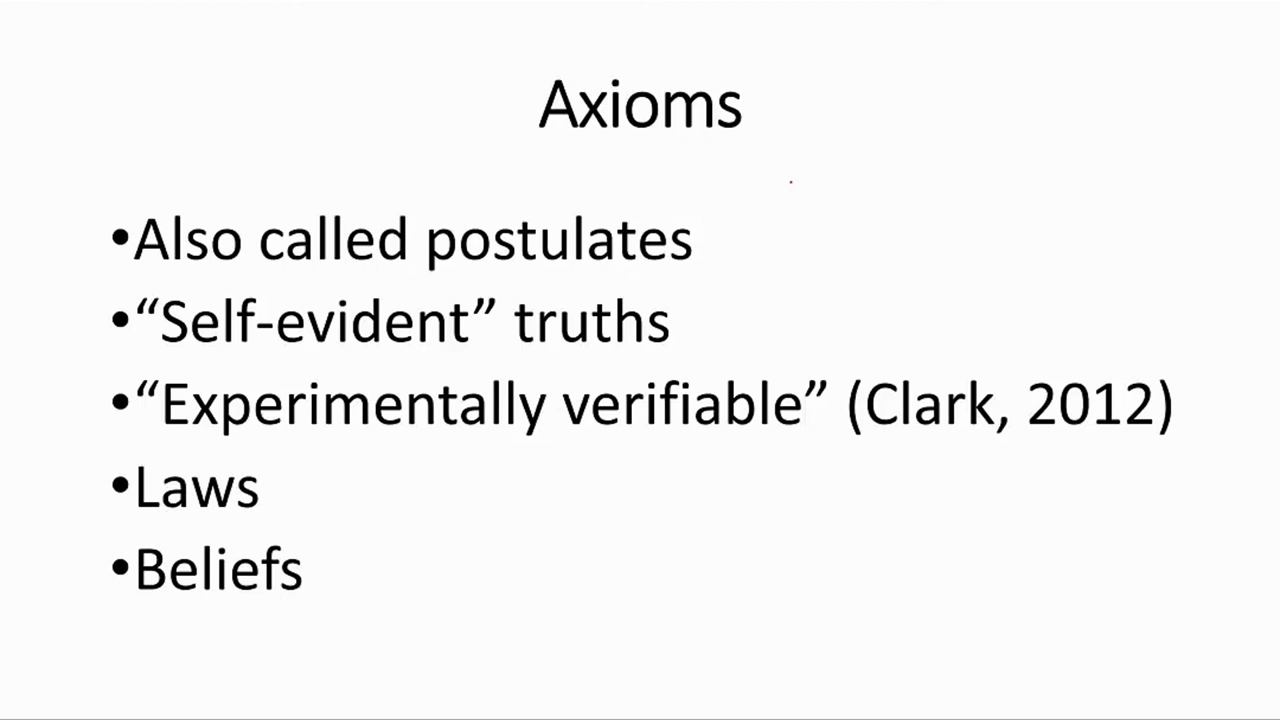 Axioms
•Also called postulates
•“Self-evident” truths
•“Experimentally verifiable” (Clark, 2012)
•Laws
•Beliefs